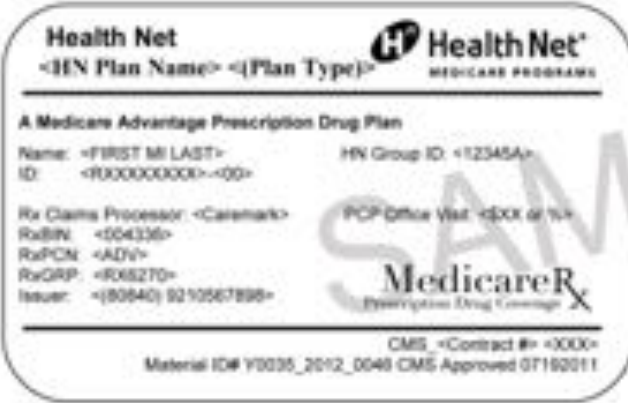 Health Net
<HN Plan Name> <(Plan Type)>
Health Net®
MEDICARE PROGRAMS
A Medicare Advantage Prescription Drug Plan
Name: <FIRST MI LAST>
HN Group ID: <12345A>
ID: <RXXXXXXXX>-<00>
Rx Claims Processor: <Caremark>
PCP Office Visit: <$XX or %>
RxBIN: <004336>
RxPCN: <ADV>
RxGRP: <RX6270>
Issuer: <(80840) 9210567898>
SAM
MedicareRx
Prescription Drug Coverage
CMS_<Contract #> <XXX>
Material ID# Y0035_2012_0046 CMS Approved 07192011